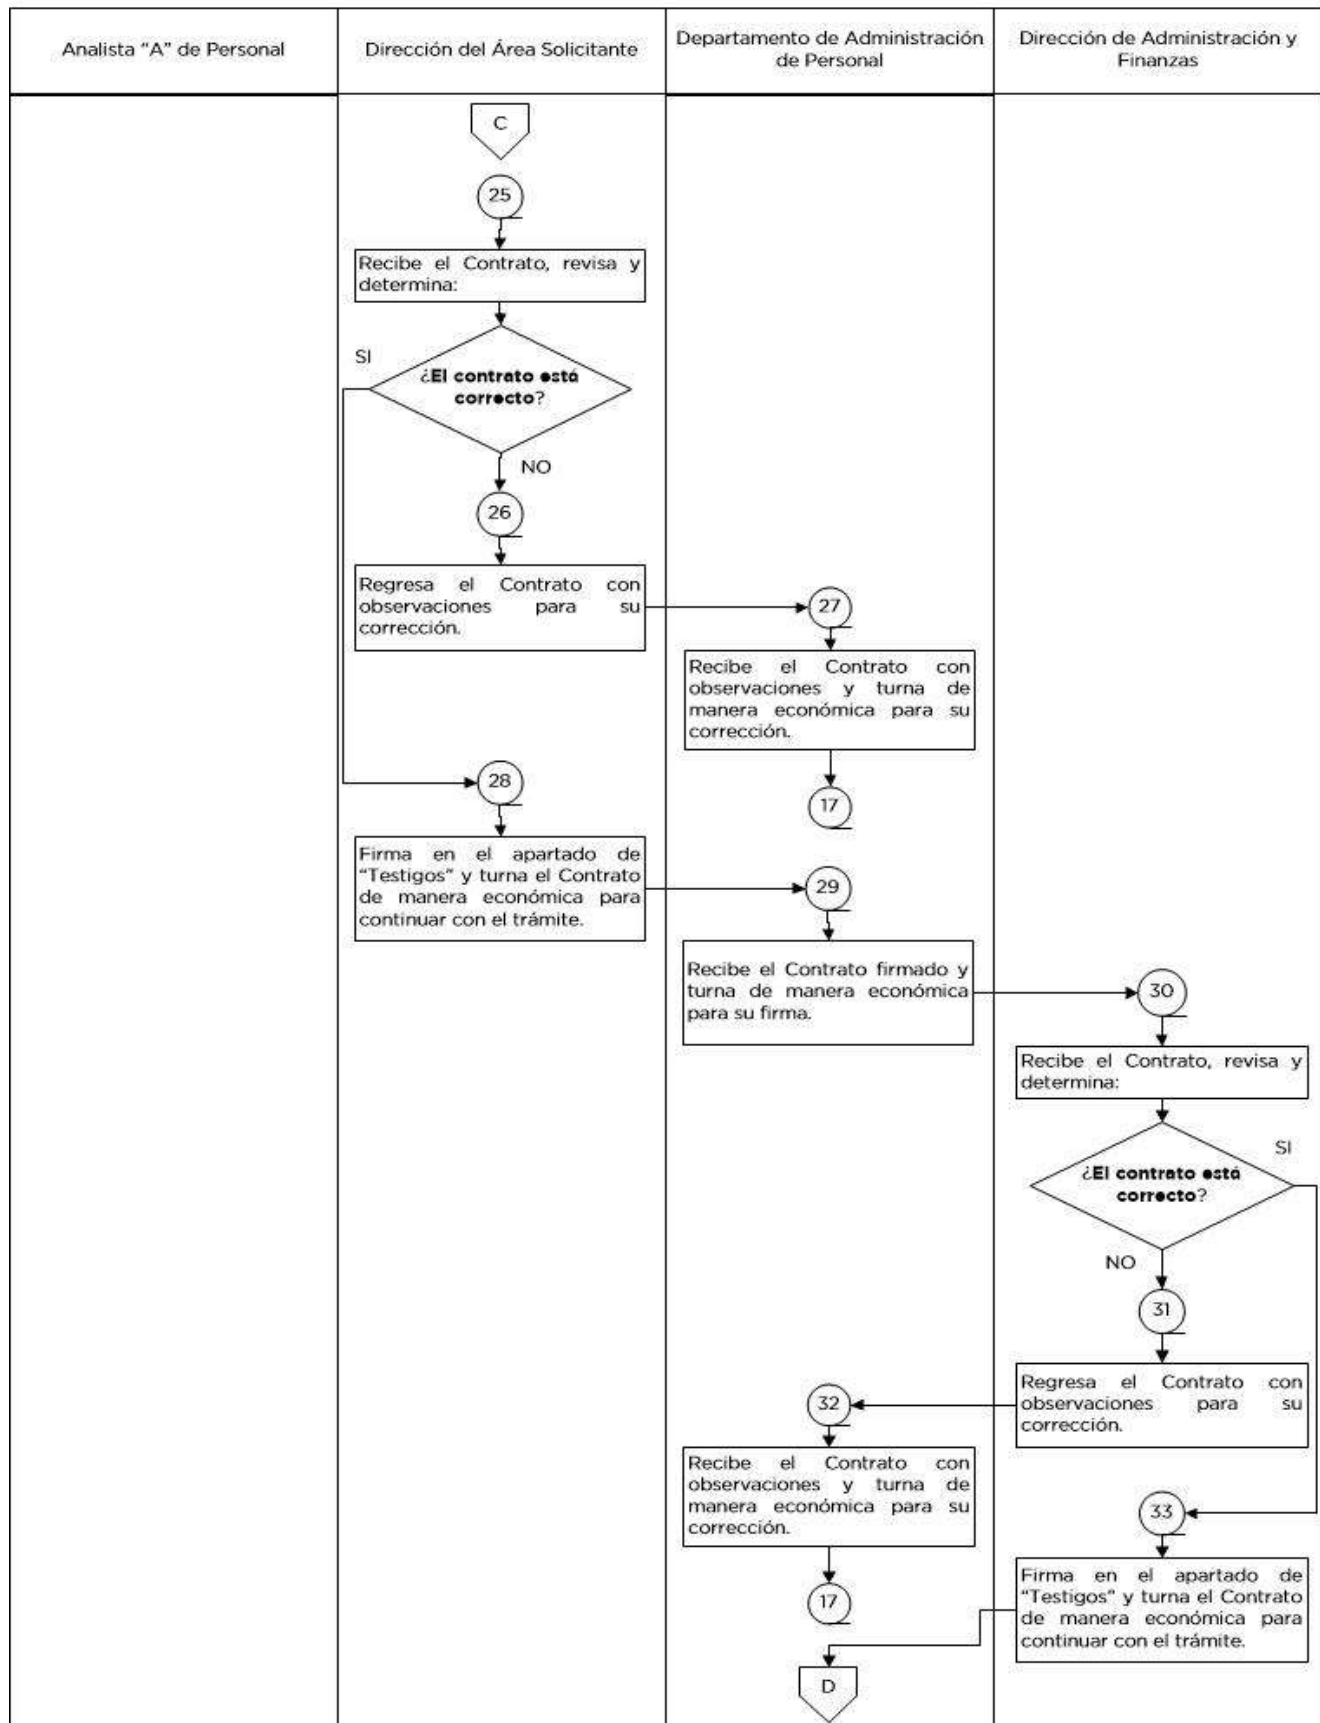 Analista "A" de Personal
Dirección del Área Solicitante
Departamento de Administración
de Personal
Dirección de Administración y
Finanzas
C
25
Recibe el Contrato, revisa y
determina:
SI
¿El contrato está
correcto?
NO
26
Regresa el Contrato con
observaciones para su
corrección.
27
Recibe el Contrato con
observaciones y turna de
manera económica para su
corrección.
17
28
Firma en el apartado de
"Testigos" y turna el Contrato
de manera económica para
continuar con el trámite.
29
Recibe el Contrato firmado y
turna de manera económica
para su firma.
30
Recibe el Contrato, revisa y
determina:
SI
¿El contrato está
correcto?
NO
31
Regresa el Contrato con
observaciones para su
corrección.
32
Recibe el Contrato con
observaciones y turna de
manera económica para su
corrección.
17
33
Firma en el apartado de
"Testigos" y turna el Contrato
de manera económica para
continuar con el trámite.
D